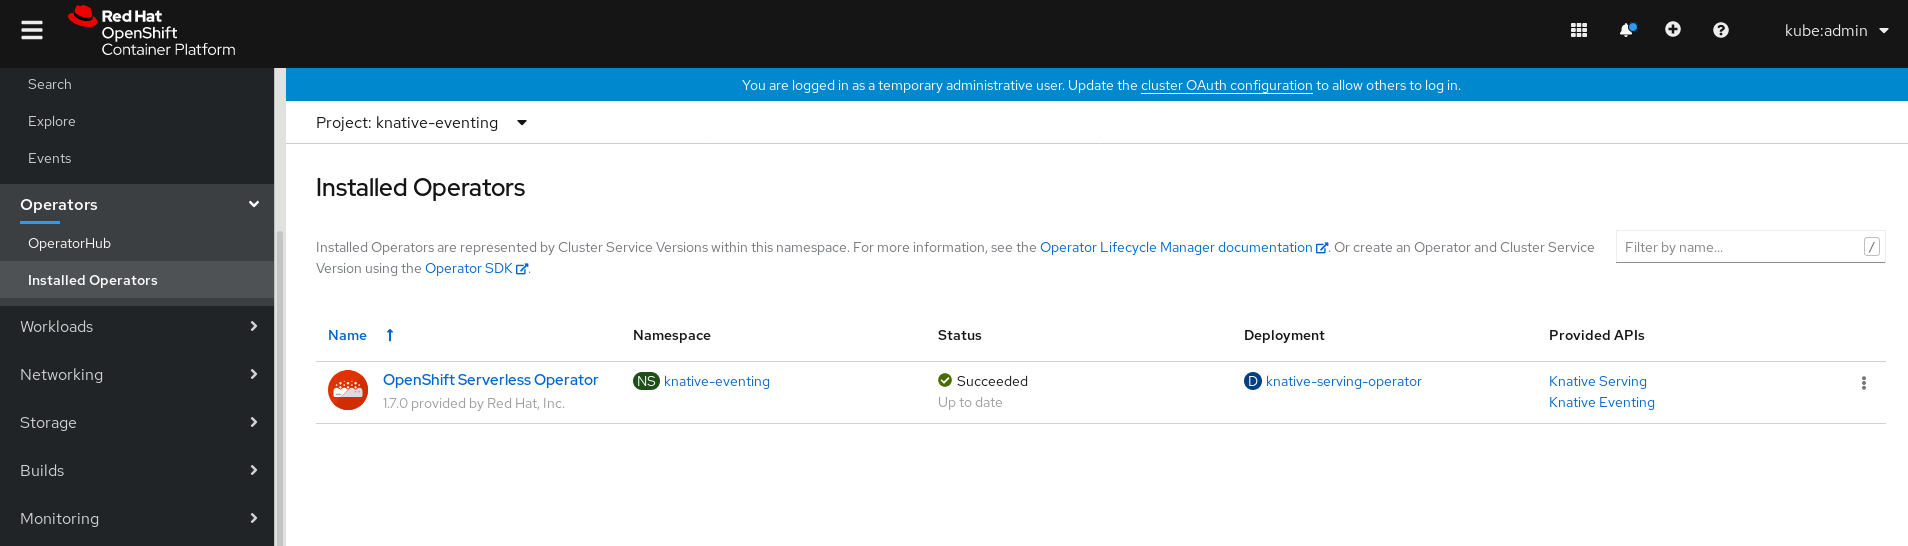 Red Hat
OpenShift
Container Platform
kube:admin
Search
Explore
Events
Operators
OperatorHub
Installed Operators
Workloads
Networking
Storage
Builds
Monitoring
You are logged in as a temporary administrative user. Update the cluster OAuth configuration to allow others to log in.
Project: knative-eventing
Installed Operators
Installed Operators are represented by Cluster Service Versions within this namespace. For more information, see the Operator Lifecycle Manager documentation. Or create an Operator and Cluster Service
Version using the Operator SDK.
Filter by name...
/
Name Namespace Status Deployment Provided APIs
OpenShift Serverless Operator NS knative-eventing Succeeded D knative-serving-operator Knative Serving
1.7.0 provided by Red Hat, Inc. Up to date Knative Eventing